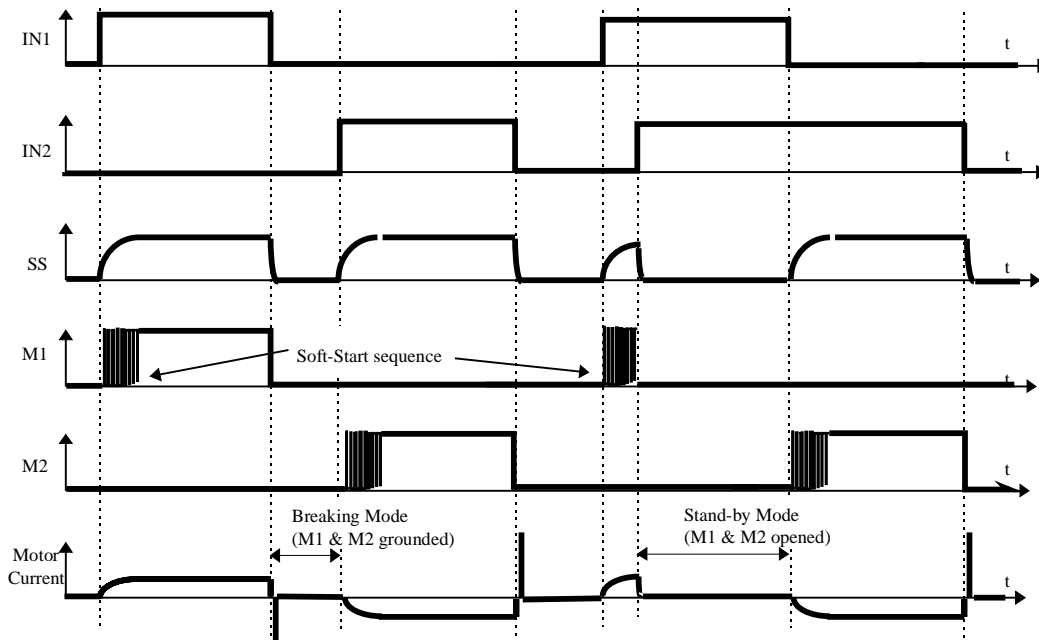 IN1
t
IN2
t
SS
t
M1
Soft-Start sequence
t
M2
t
Breaking Mode
(M1 & M2 grounded)
Stand-by Mode
(M1 & M2 opened)
Motor
Current
t